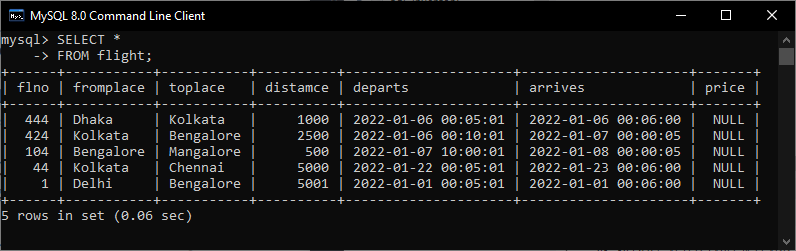 MySQL 8.0 Command Line Client
mysql> SELECT *
    -> FROM flight;
+-------+-----------+-----------+----------+---------------------+---------------------+-------+
| flno  | fromplace | toplace   | distamce | departs             | arrives             | price |
+-------+-----------+-----------+----------+---------------------+---------------------+-------+
|   444 | Dhaka     | Kolkata   |     1000 | 2022-01-06 00:05:01 | 2022-01-06 00:06:00 |  NULL |
|   424 | Kolkata   | Bengalore |     2500 | 2022-01-06 00:10:01 | 2022-01-07 00:00:05 |  NULL |
|   104 | Bengalore | Mangalore |      500 | 2022-01-07 10:00:01 | 2022-01-08 00:00:05 |  NULL |
|    44 | Kolkata   | Chennai   |     5000 | 2022-01-22 00:05:01 | 2022-01-23 00:06:00 |  NULL |
|     1 | Delhi     | Bengalore |     5001 | 2022-01-01 00:05:01 | 2022-01-01 00:06:00 |  NULL |
+-------+-----------+-----------+----------+---------------------+---------------------+-------+
5 rows in set (0.06 sec)